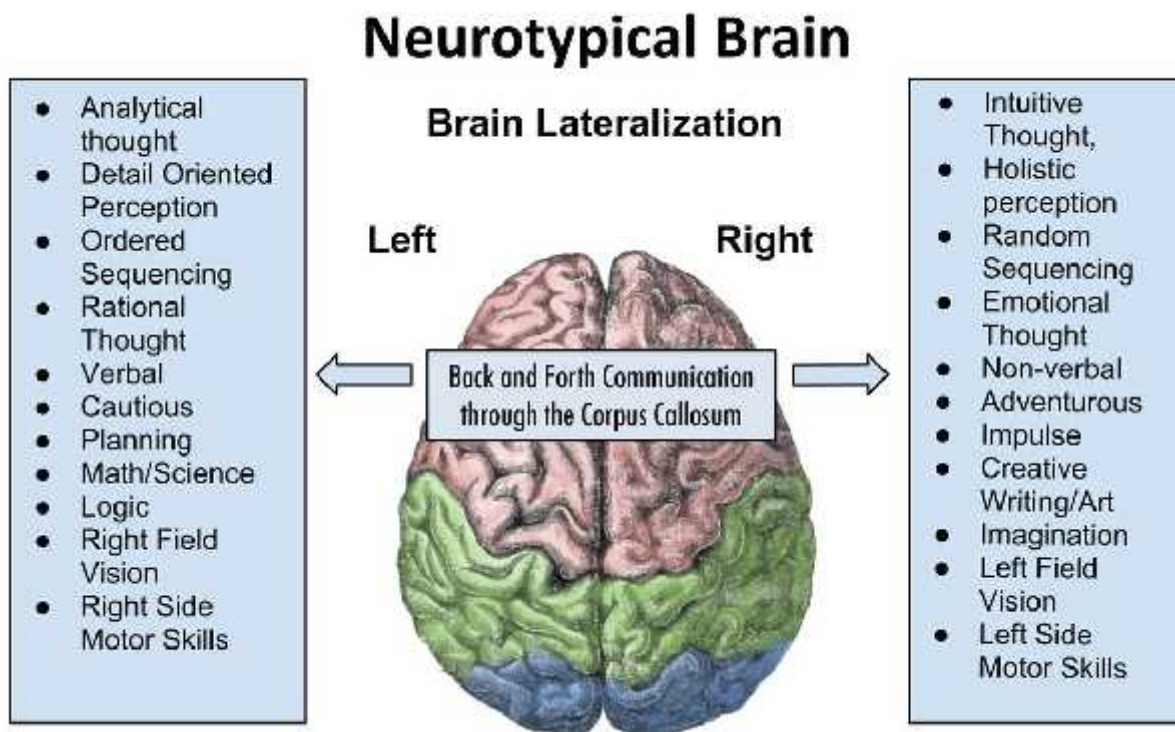 Neurotypical Brain
Brain Lateralization
Left
Right
• Analytical
thought
• Detail Oriented
Perception
• Ordered
Sequencing
• Rational
Thought
• Verbal
• Cautious
• Planning
• Math/Science
• Logic
• Right Field
Vision
• Right Side
Motor Skills
Back and Forth Communication
through the Corpus Callosum
• Intuitive
Thought,
• Holistic
perception
• Random
Sequencing
• Emotional
Thought
• Non-verbal
• Adventurous
• Impulse
• Creative
Writing/Art
• Imagination
• Left Field
Vision
• Left Side
Motor Skills